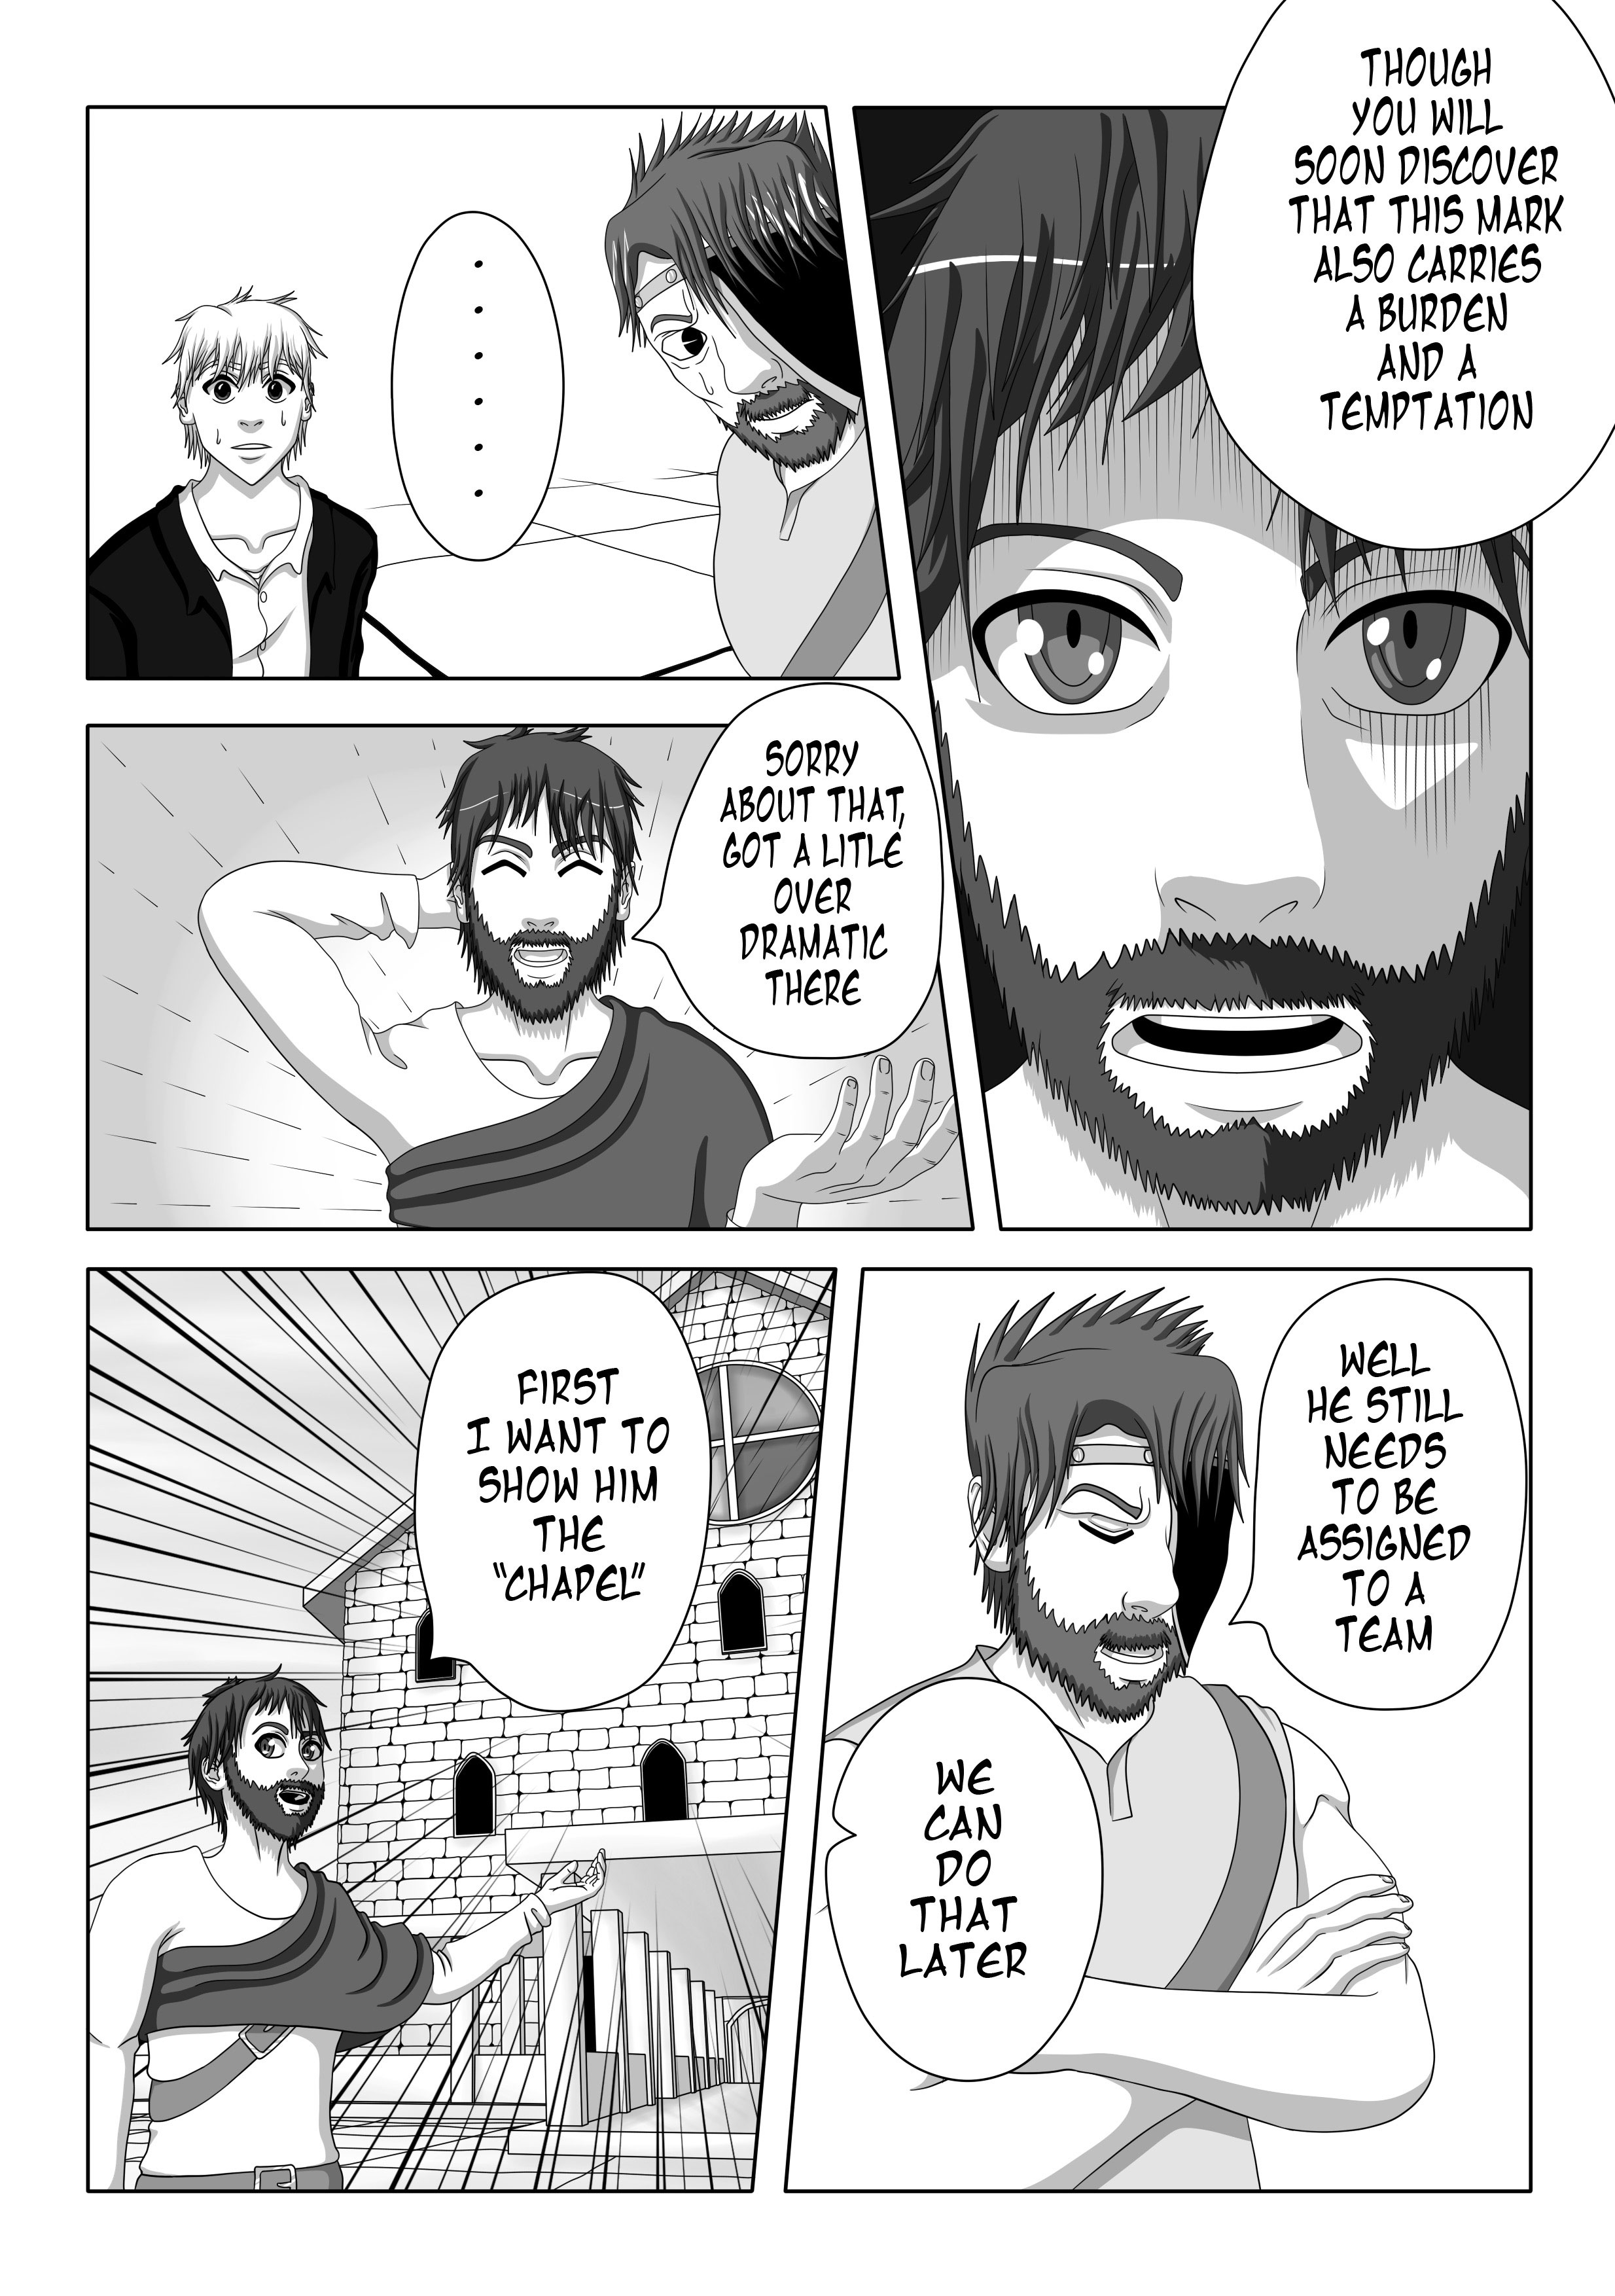 THOUGH
YOU WILL
SOON DISCOVER
THAT THIS MARK
ALSO CARRIES
A BURDEN
AND A
TEMPTATION
. . . . . .
SORRY
ABOUT THAT,
GOT A LITLE
OVER
DRAMATIC
THERE
WELL
HE STILL
NEEDS
TO BE
ASSIGNED
TO A
TEAM
WE
CAN
DO
THAT
LATER
FIRST
I WANT TO
SHOW HIM
THE
"CHAPEL"